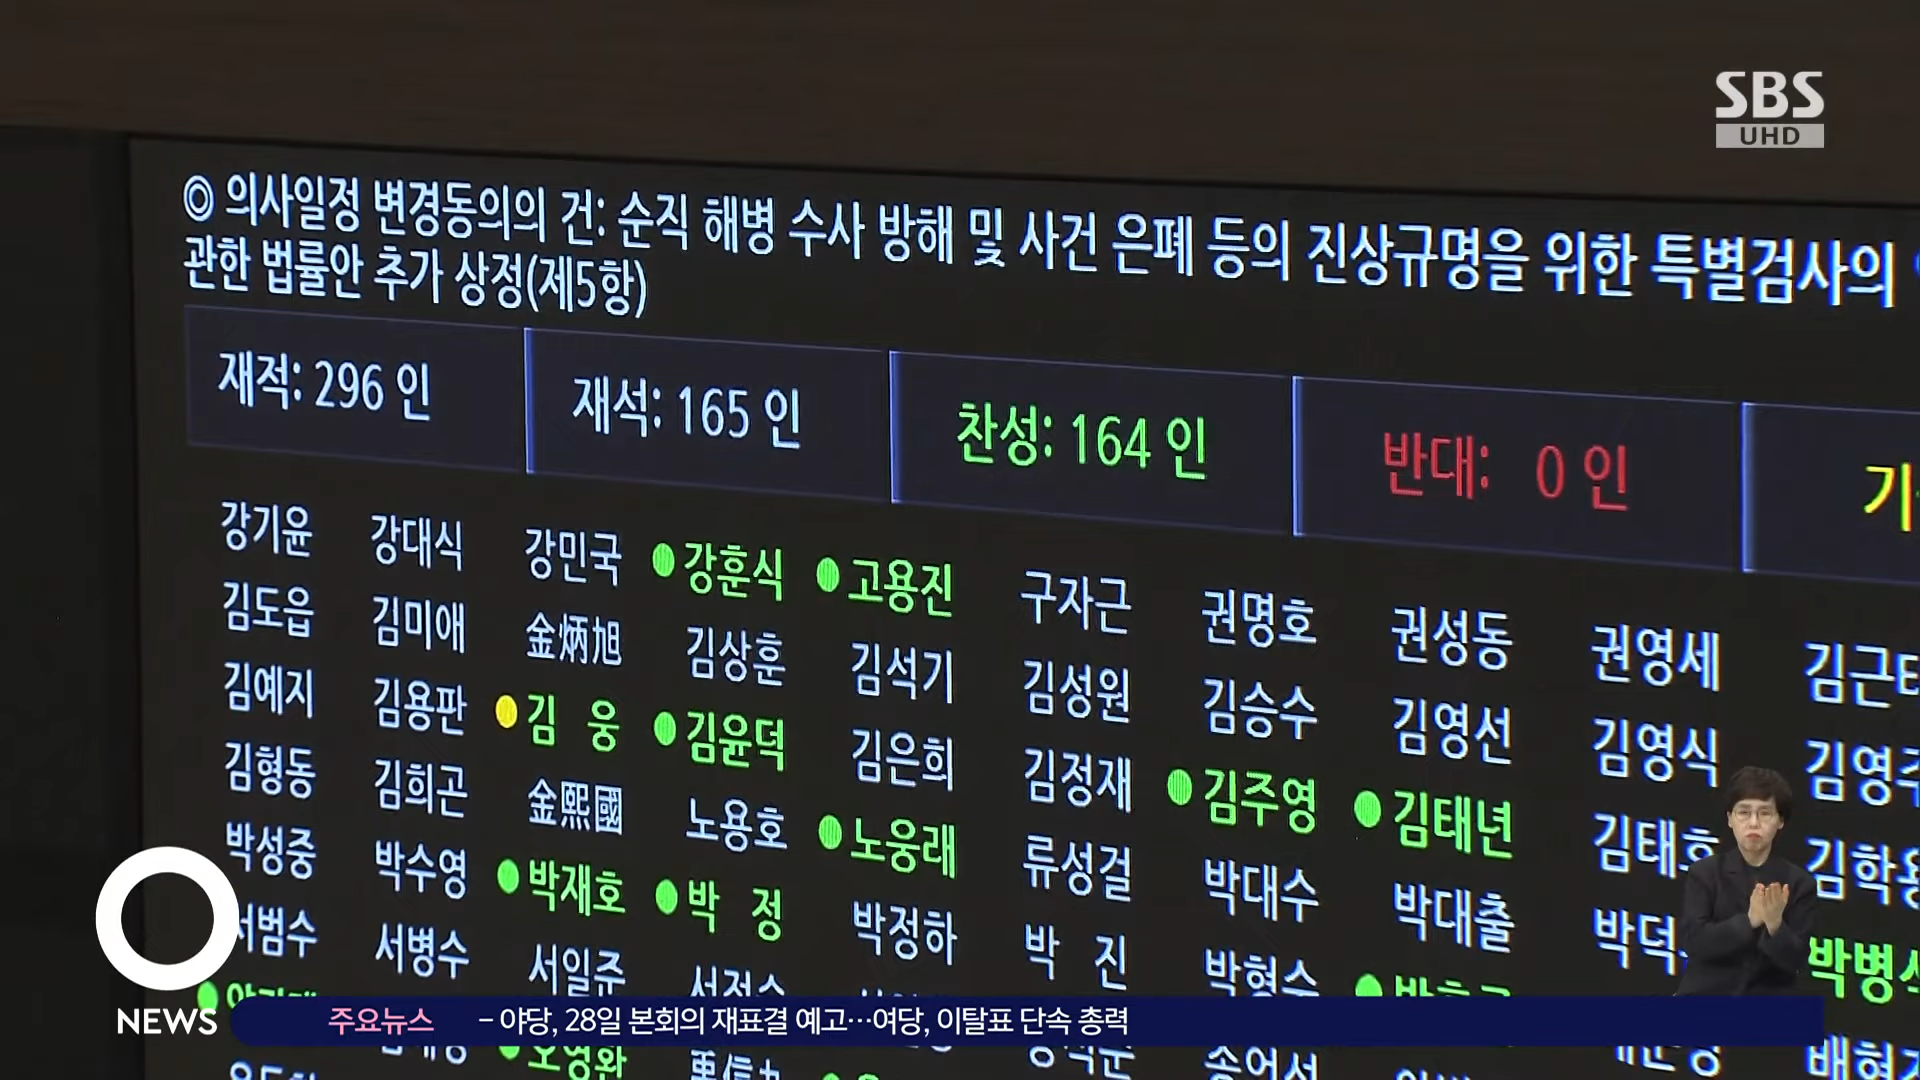 SBS
UHD
◎ 의사일정 변경동의의 건: 순직 해병 수사 방해 및 사건 은폐 등의 진상규명을 위한 특별검사의
관한 법률안 추가 상정(제5항)
재적: 296 인 재석: 165 인 찬성: 164 인 반대: 0 인
강기윤 강대식 강민국 강훈식 고용진 구자근 권명호 권성동 권영세
김도읍 김미애 金炳旭 김상훈 김석기 김성원 김승수 김영선 김영식
김예지 김용판 김 웅 김윤덕 김은희 김정재 김주영 김태년
김형동 김희곤 金熙國 노용호 노웅래 류성걸 박대수 박대출
박성중 박수영 박재호 박 정 박정하 박 진 박형수
서범수 서병수 서일준
오영환
NEWS
주요뉴스 - 야당, 28일 본회의 재표결 예고…여당, 이탈표 단속 총력